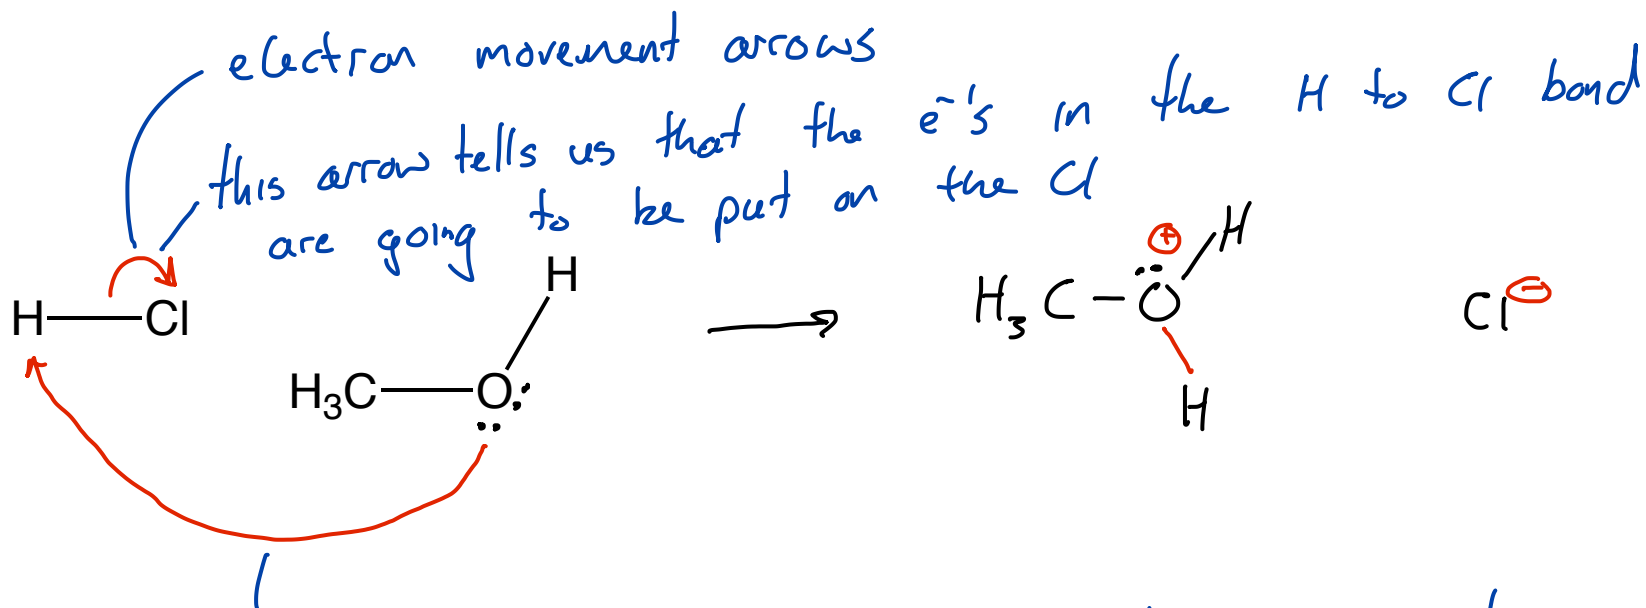 electron movement arrows
this arrow tells us that the e⁻'s in the H to Cl bond
are going to be put on the Cl
H
H
⊕
H—Cl
H₃C—O
Cl⊖
H₃C—O
H